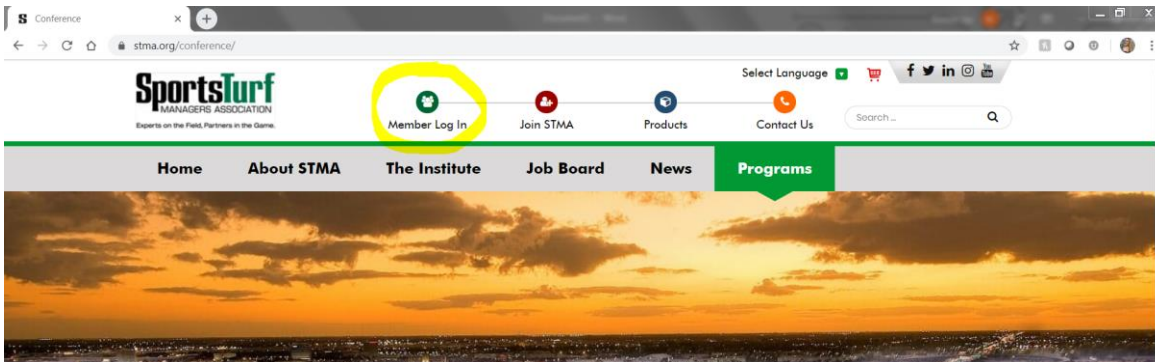 S Conference
stma.org/conference/
SportsTurf
MANAGERS ASSOCIATION
Experts on the Field, Partners in the Game.
Select Language
Member Log In
Join STMA
Products
Contact Us
Search ...
Home About STMA The Institute Job Board News Programs